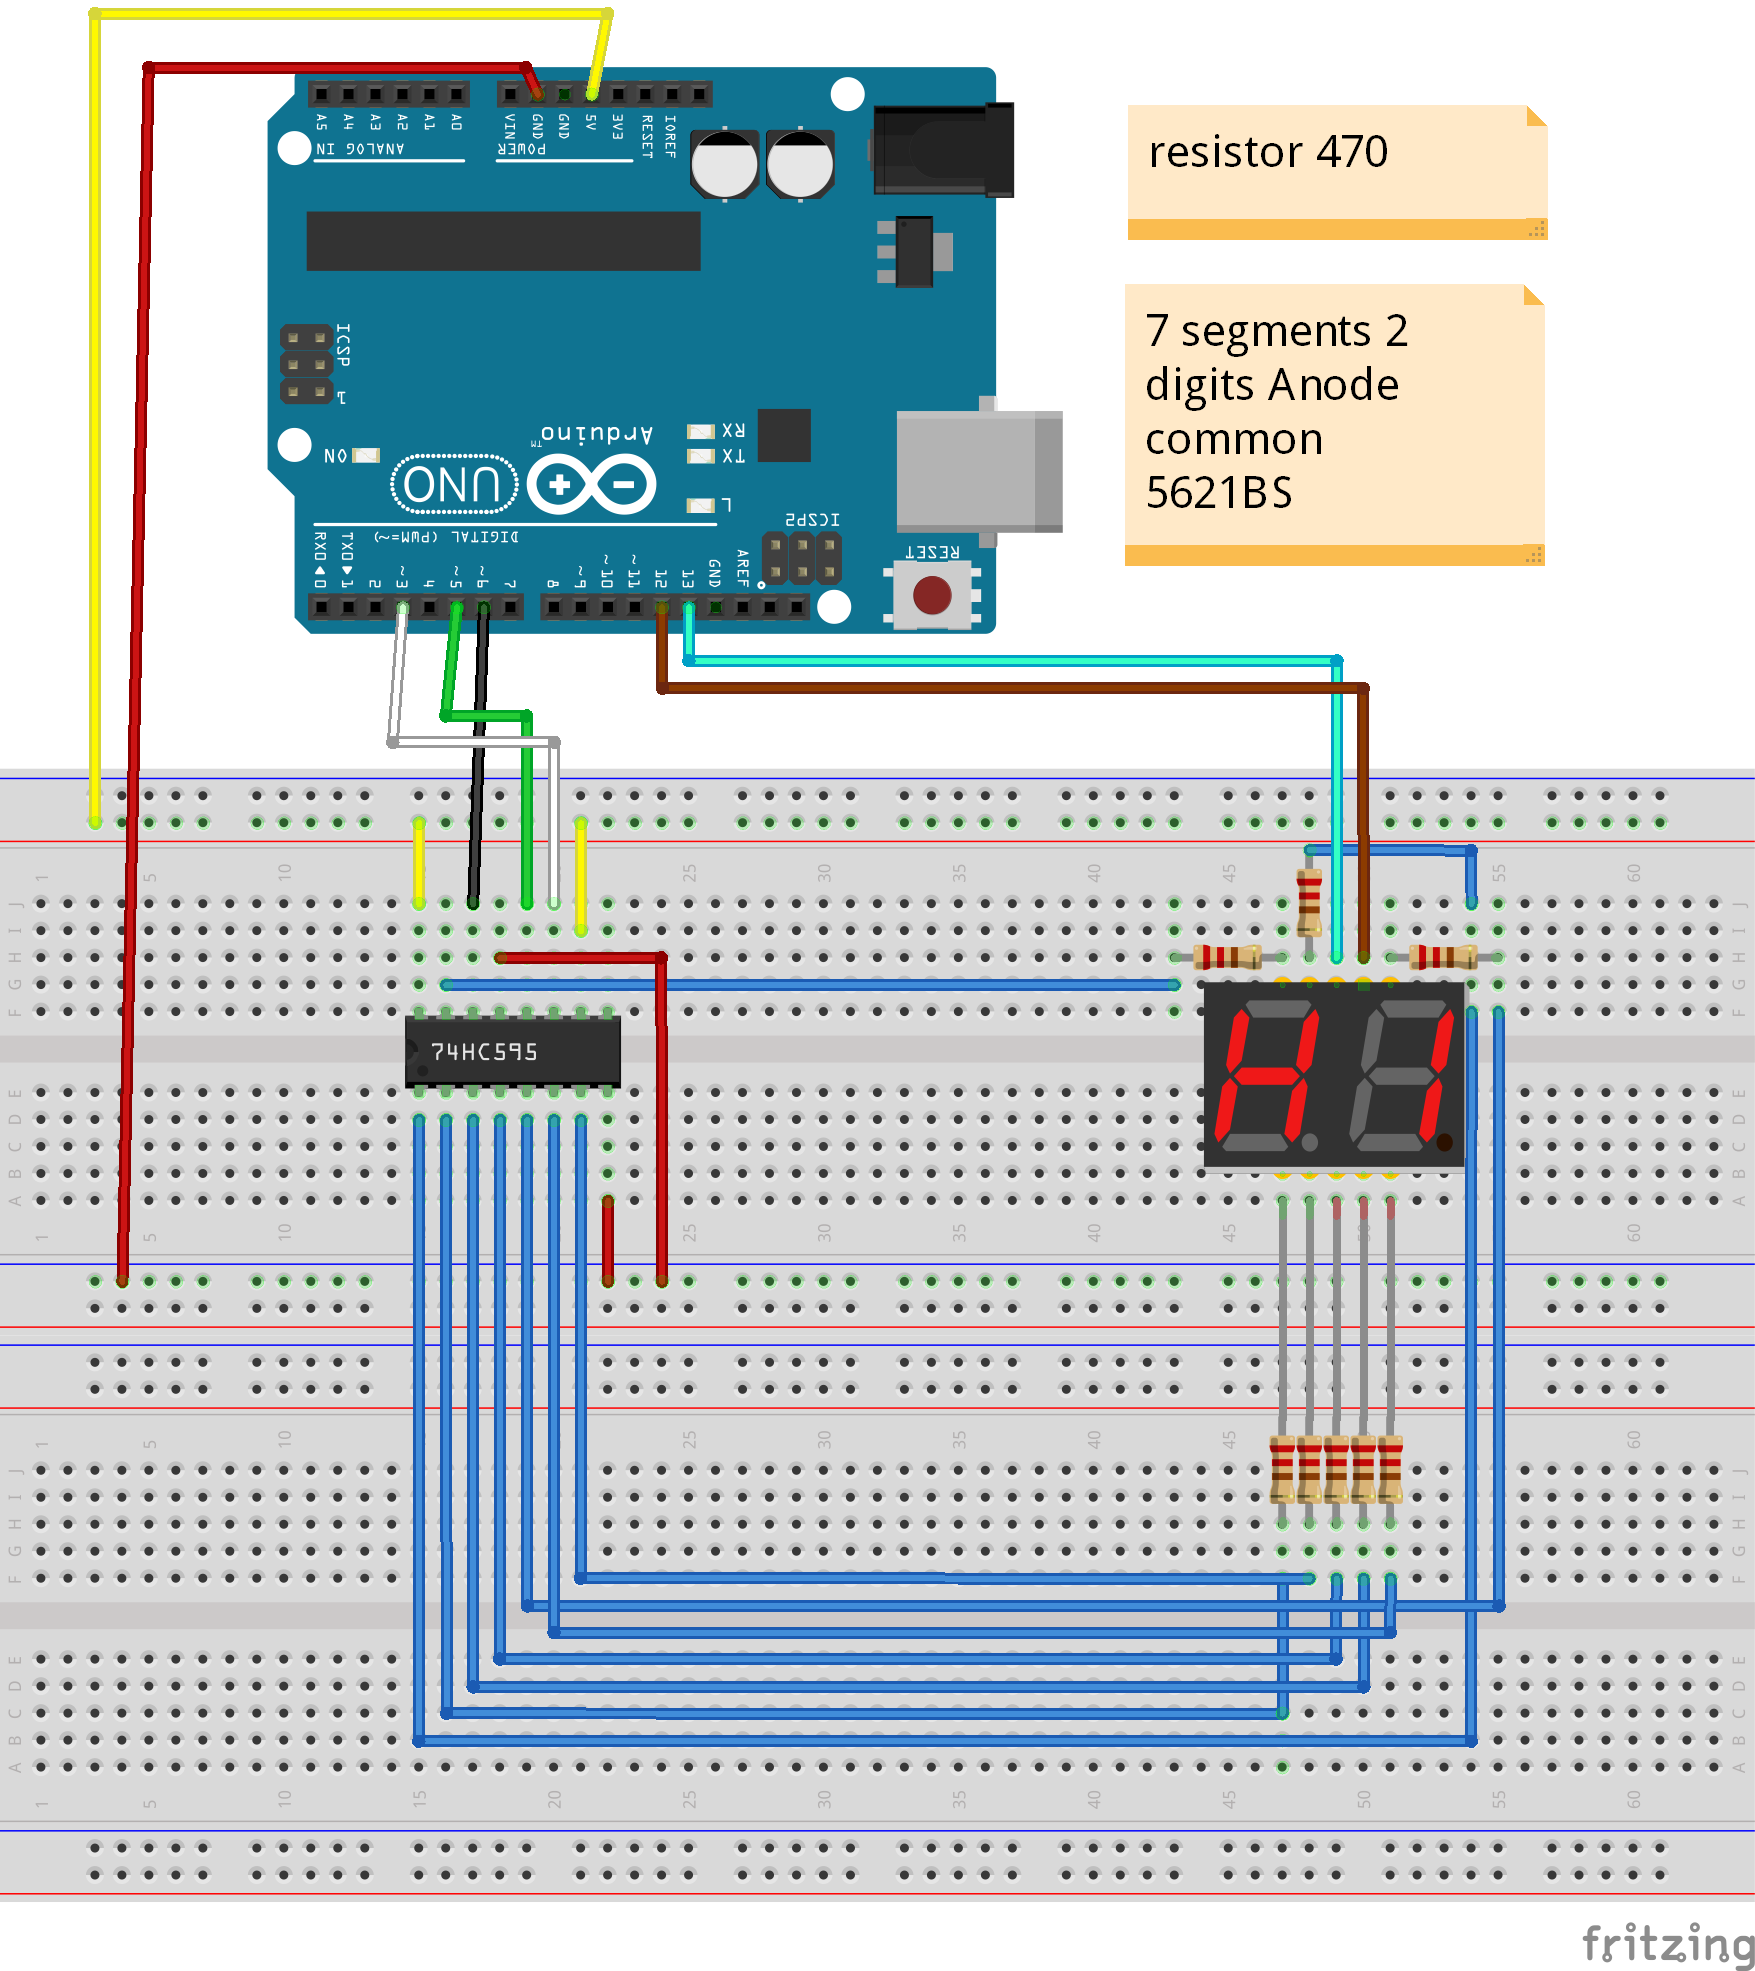 A5 A4 A3 A2 A1 A0
VIN GND GND 5V 3V3 RESET IOREF
ANALOG IN
POWER
resistor 470
7 segments 2
digits Anode
common
5621BS
ICSP
1
ON
UNO
Arduino
TM
RX
TX
L
ICSP2
RESET
DIGITAL (PWM=~)
RX0 0 TX0 1 2 ~3 4 ~5 ~6 7
8 ~9 ~10 ~11 12 13 GND AREF
1 5 10 25 30 35 40 45 55 60
J J
I I
H H
G G
F F
74HC595
E E
D D
C C
B B
A A
1 5 10 25 30 35 40 45 60
1 5 10 25 30 35 40 45 60
J J
I I
H H
G G
F F
E E
D D
C C
B B
A A
1 5 10 15 20 25 30 35 40 45 50 55 60
fritzing